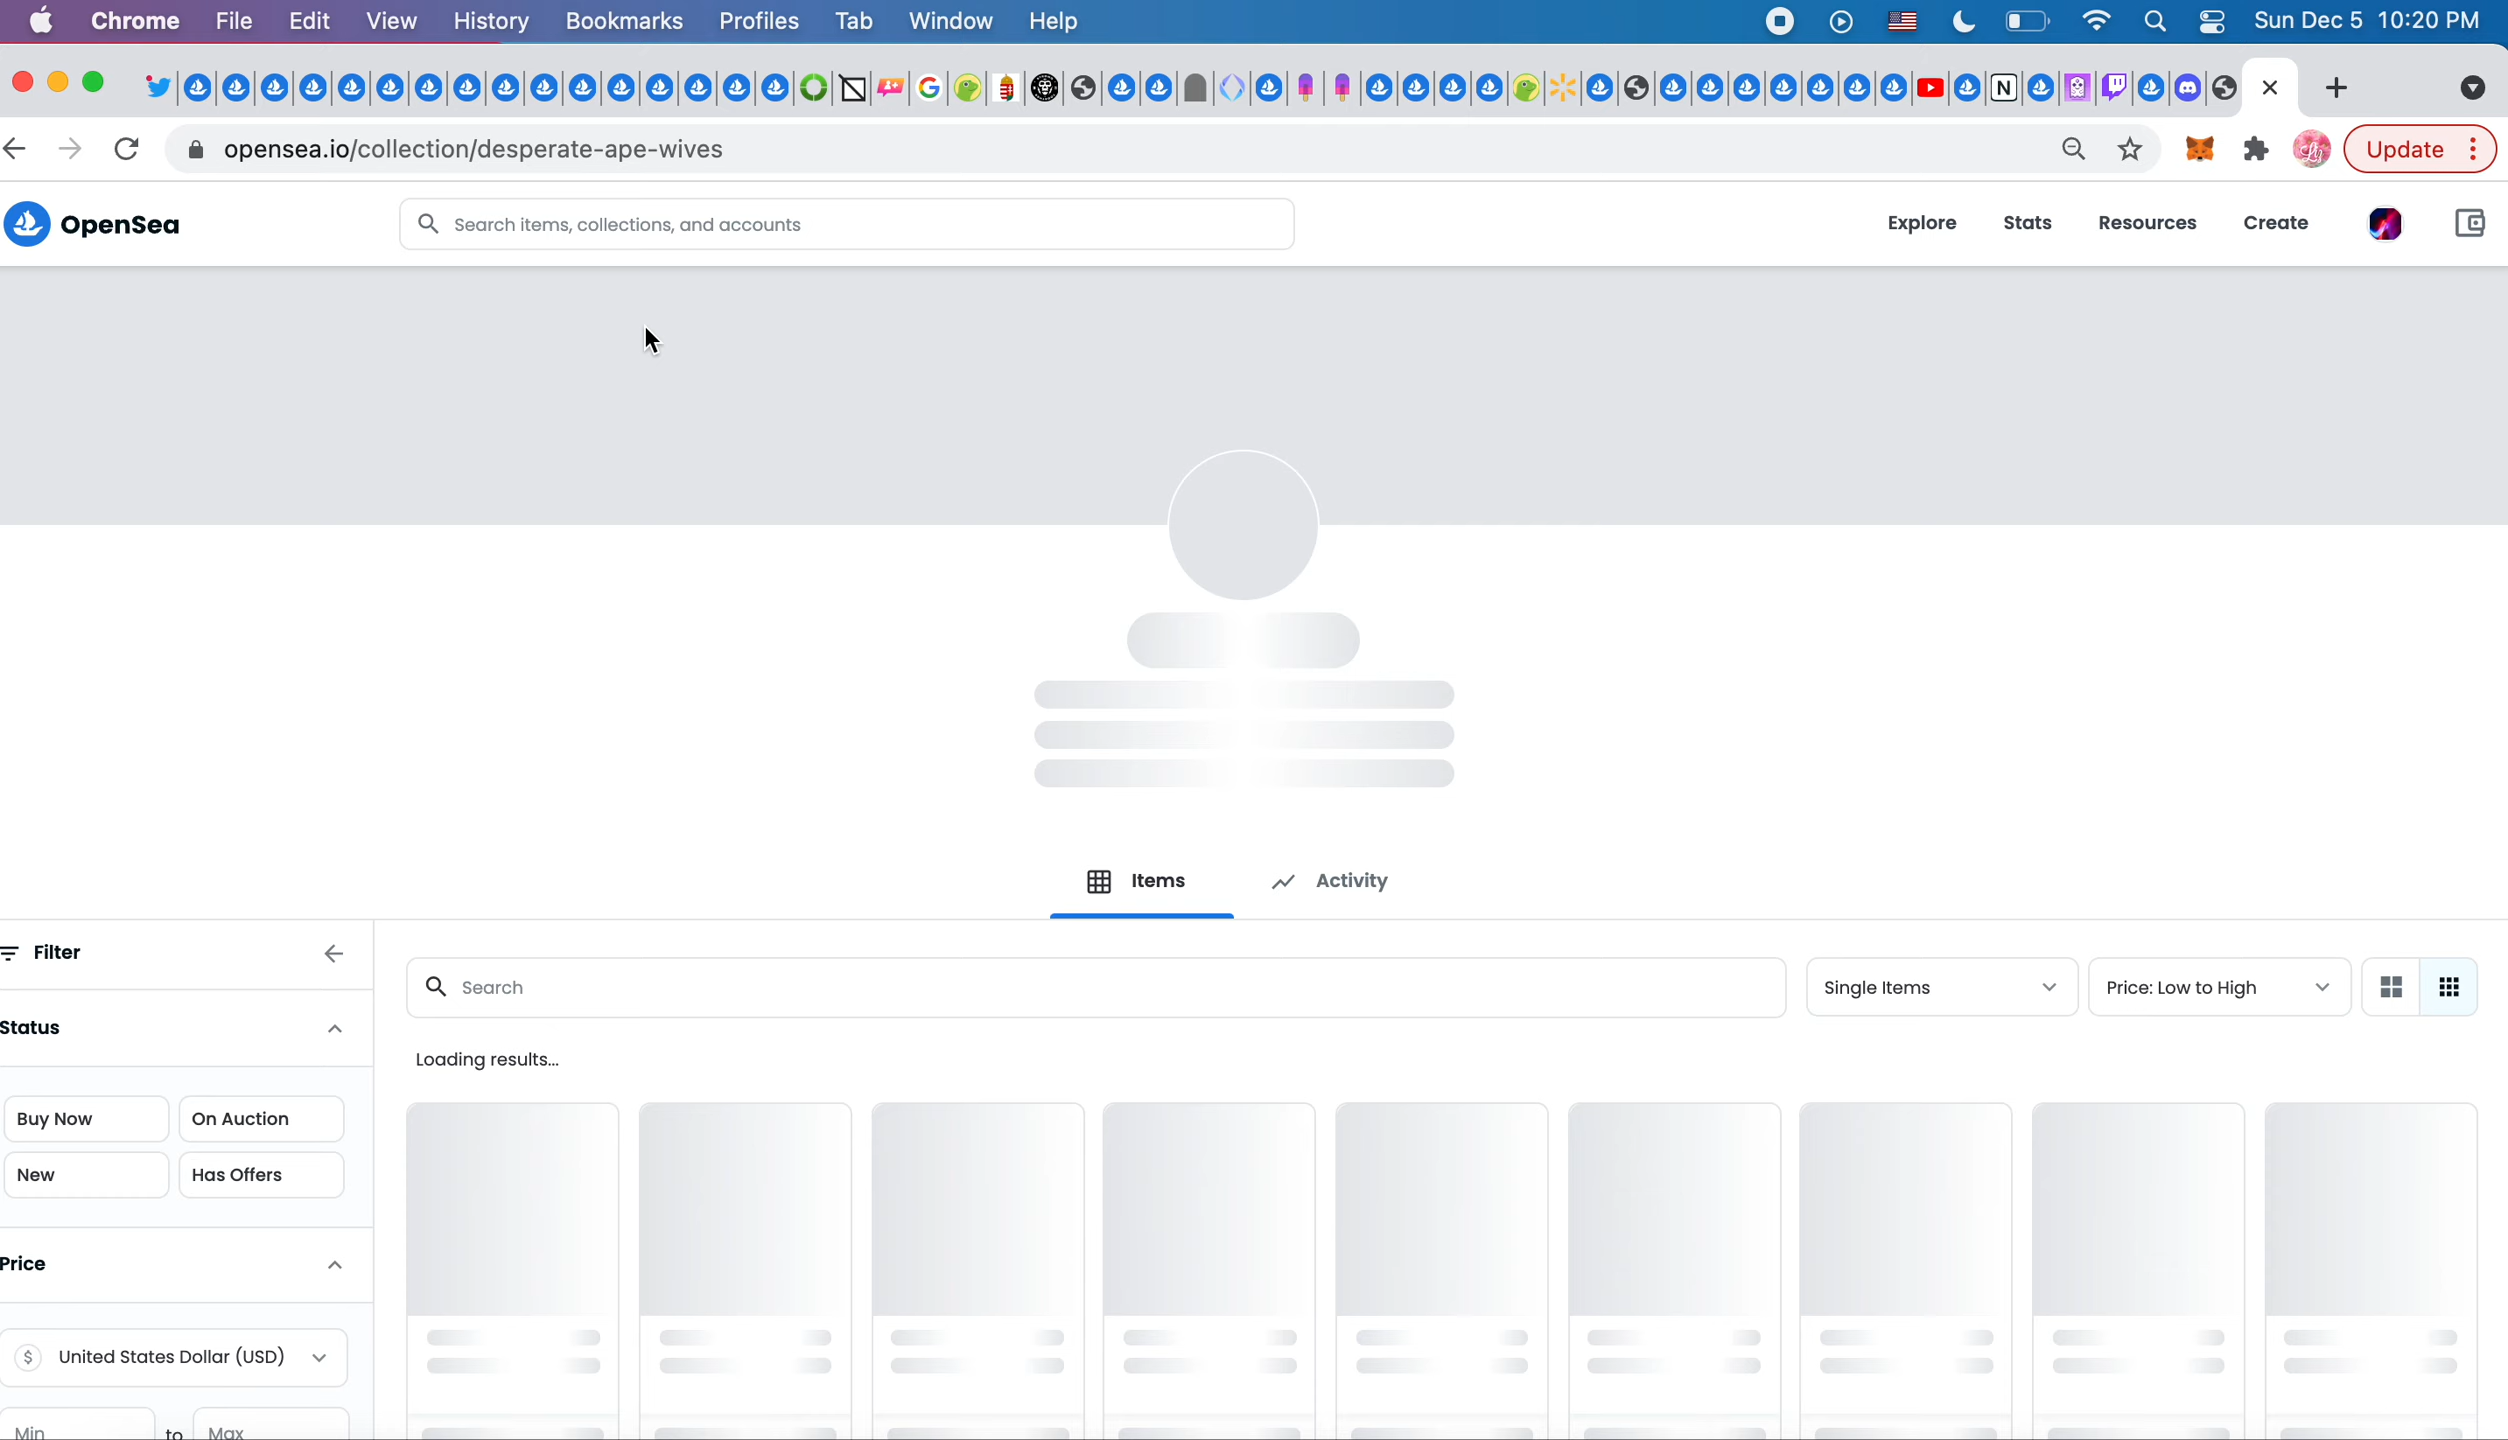 Chrome File Edit View History Bookmarks Profiles Tab Window Help Sun Dec 5 10:20 PM
opensea.io/collection/desperate-ape-wives Update
OpenSea Search items, collections, and accounts Explore Stats Resources Create
Items Activity
Filter
Search Single Items Price: Low to High
Status
Loading results...
Buy Now On Auction
New Has Offers
Price
$ United States Dollar (USD)
Min to Max